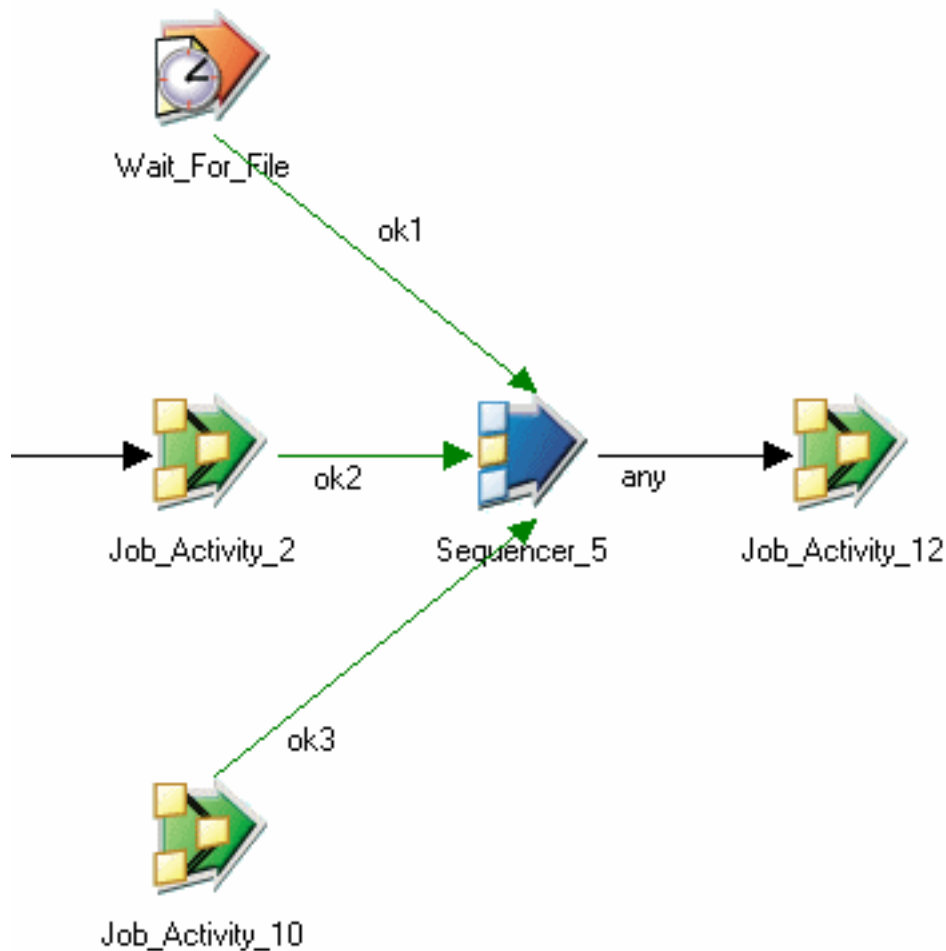 Wait_For_File
ok1
ok2
any
Job_Activity_2
Sequencer_5
Job_Activity_12
ok3
Job_Activity_10